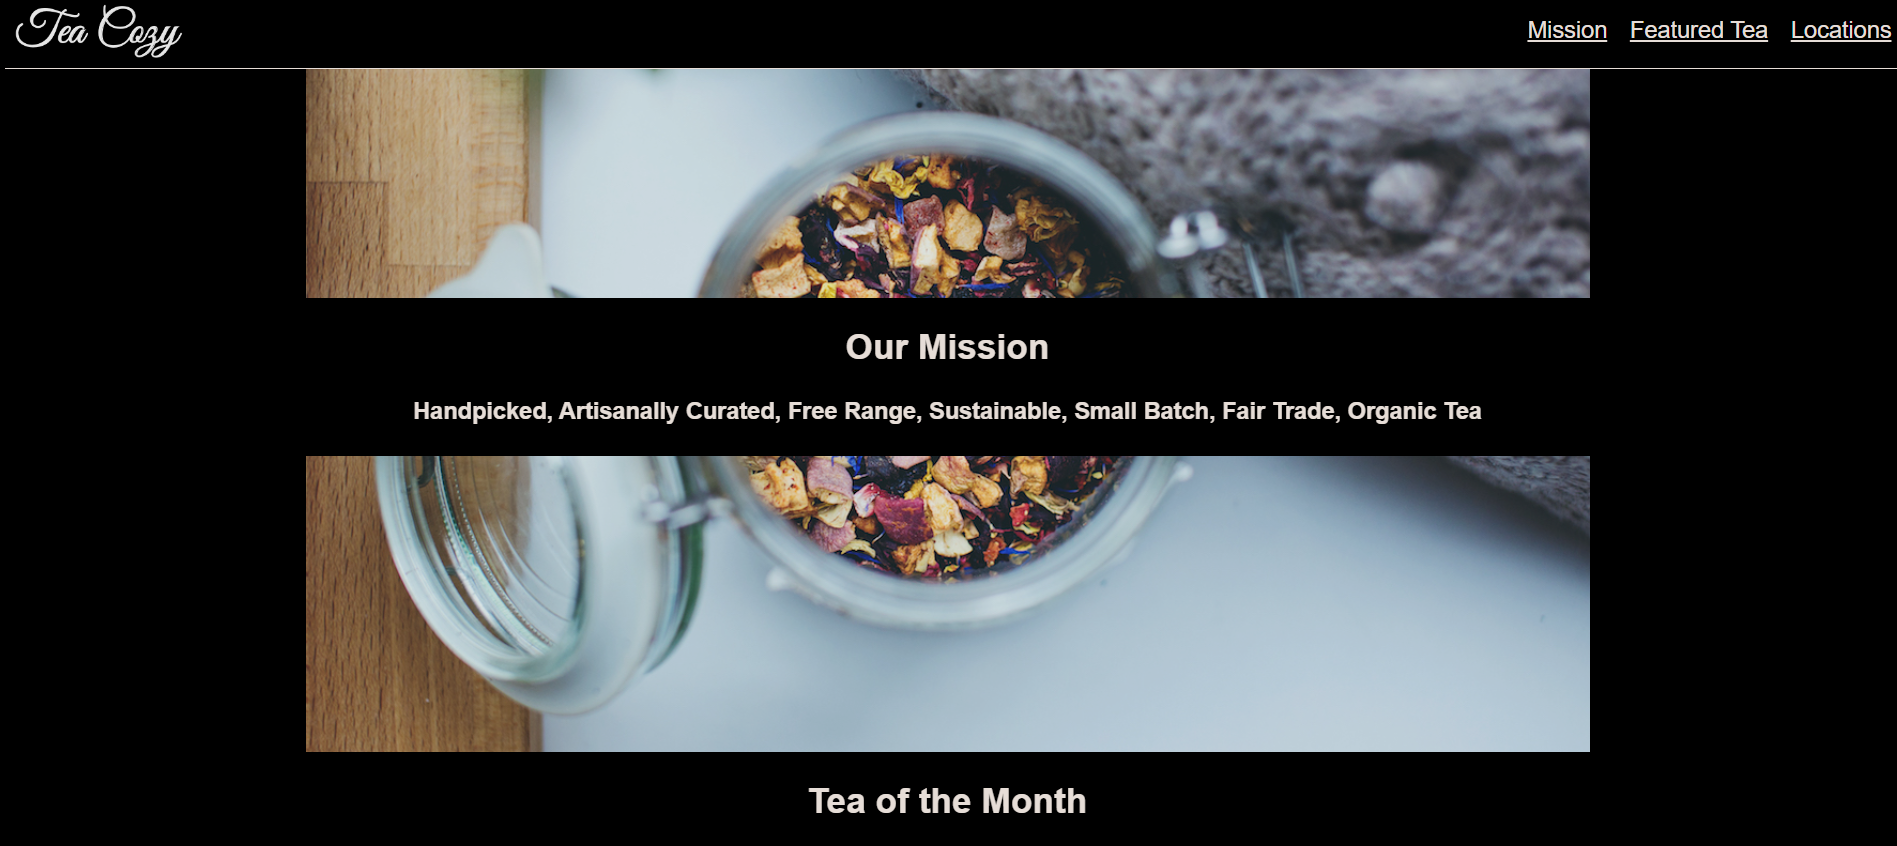 Tea Cozy
Mission Featured Tea Locations
Our Mission
Handpicked, Artisanally Curated, Free Range, Sustainable, Small Batch, Fair Trade, Organic Tea
Tea of the Month